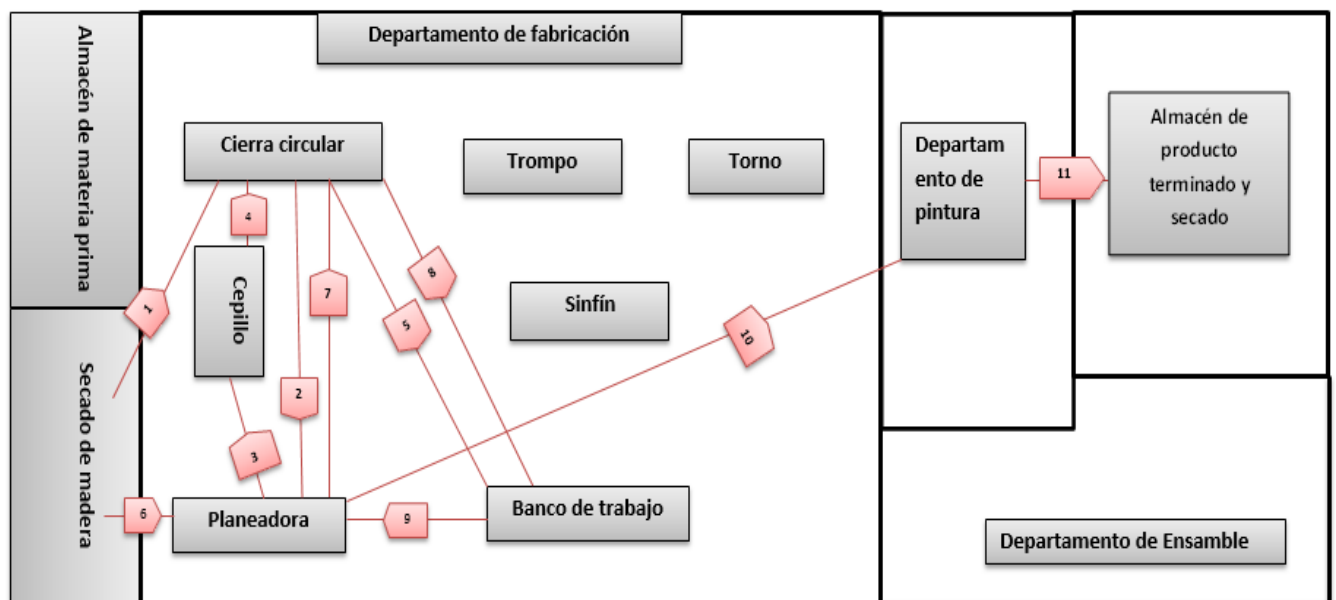 Almacén de materia prima
Secado de madera
Departamento de fabricación
Cierra circular
Trompo
Torno
Cepillo
Sinfín
Planeadora
Banco de trabajo
Departam
ento de
pintura
Almacén de
producto
terminado y
secado
Departamento de Ensamble
1
2
3
4
5
6
7
8
9
10
11